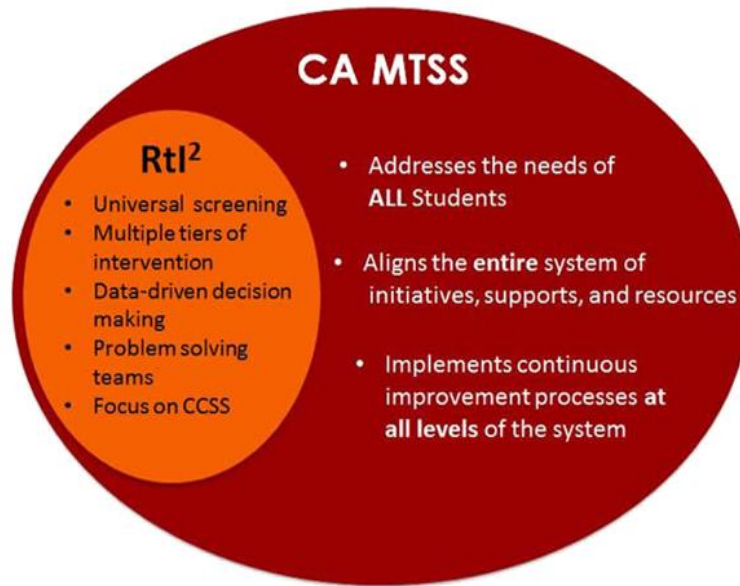 CA MTSS
RtI²
• Universal screening
• Multiple tiers of
intervention
• Data-driven decision
making
• Problem solving
teams
• Focus on CCSS
• Addresses the needs of
ALL Students
• Aligns the entire system of
initiatives, supports, and resources
• Implements continuous
improvement processes at
all levels of the system